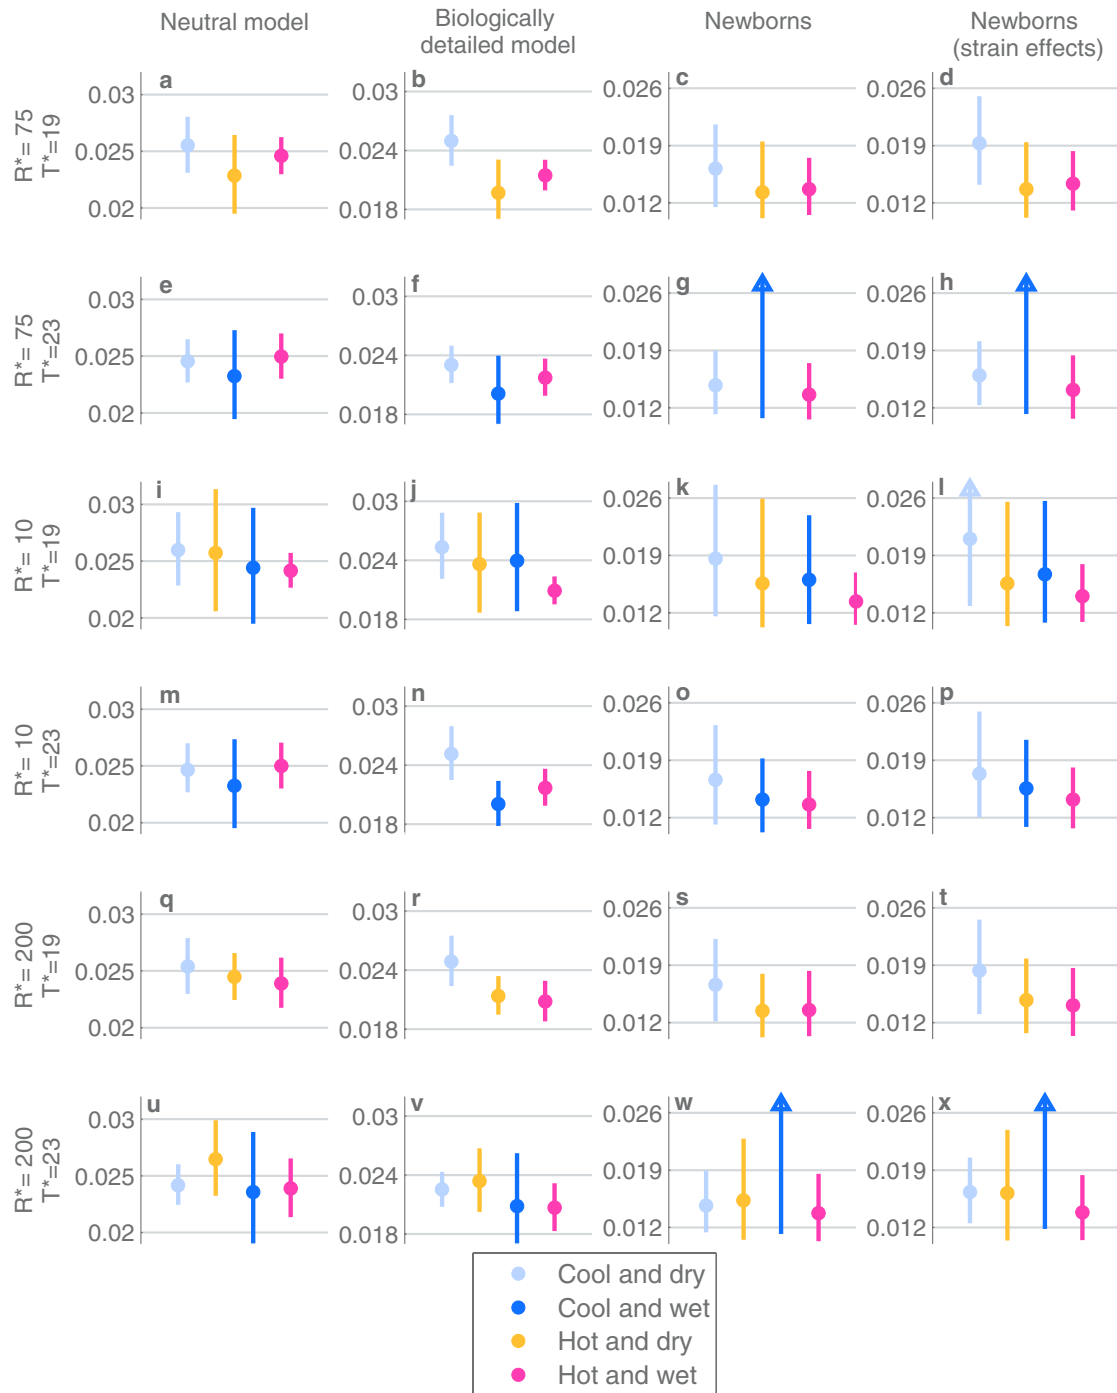 Neutral model
Biologically
detailed model
Newborns
Newborns
(strain effects)
R*= 75
T*=19
a
0.03
0.025
0.02
b
0.03
0.024
0.018
c
0.026
0.019
0.012
d
0.026
0.019
0.012
R*= 75
T*=23
e
0.03
0.025
0.02
f
0.03
0.024
0.018
g
0.026
0.019
0.012
h
0.026
0.019
0.012
R*= 10
T*=19
i
0.03
0.025
0.02
j
0.03
0.024
0.018
k
0.026
0.019
0.012
l
0.026
0.019
0.012
R*= 10
T*=23
m
0.03
0.025
0.02
n
0.03
0.024
0.018
o
0.026
0.019
0.012
p
0.026
0.019
0.012
R*= 200
T*=19
q
0.03
0.025
0.02
r
0.03
0.024
0.018
s
0.026
0.019
0.012
t
0.026
0.019
0.012
R*= 200
T*=23
u
0.03
0.025
0.02
v
0.03
0.024
0.018
w
0.026
0.019
0.012
x
0.026
0.019
0.012
Cool and dry
Cool and wet
Hot and dry
Hot and wet